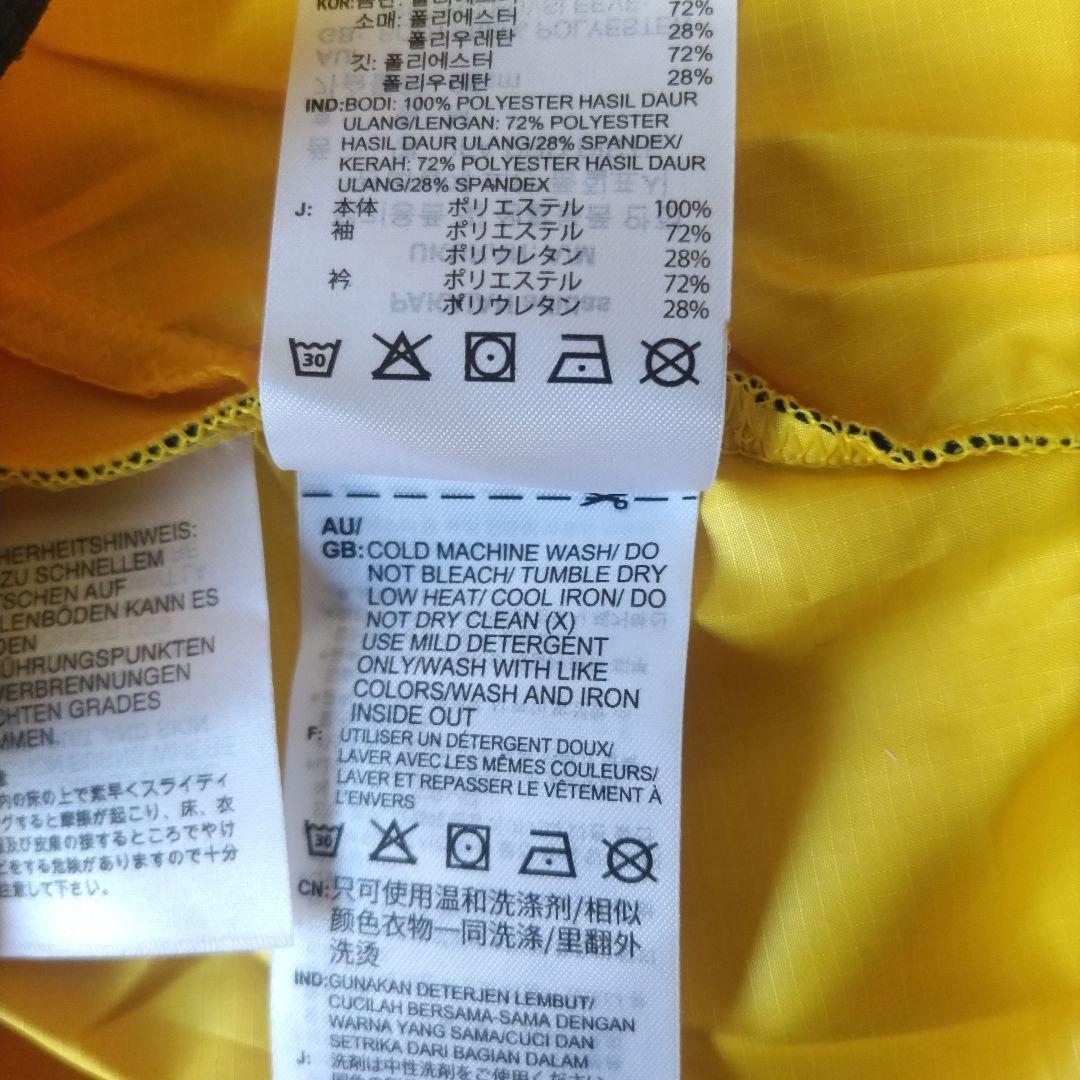 72%
소매: 폴리에스터
28%
폴리우레탄
72%
깃: 폴리에스터
28%
폴리우레탄
IND:BODI: 100% POLYESTER HASIL DAUR
ULANG/LENGAN: 72% POLYESTER
HASIL DAUR ULANG/28% SPANDEX/
KERAH: 72% POLYESTER HASIL DAUR
ULANG/28% SPANDEX
J: 本体 ポリエステル 100%
袖 ポリエステル 72%
ポリウレタン 28%
衿 ポリエステル 72%
ポリウレタン 28%
30
AU/
GB:COLD MACHINE WASH/ DO
NOT BLEACH/ TUMBLE DRY
LOW HEAT/ COOL IRON/ DO
NOT DRY CLEAN (X)
USE MILD DETERGENT
ONLY/WASH WITH LIKE
COLORS/WASH AND IRON
INSIDE OUT
F: UTILISER UN DÉTERGENT DOUX/
LAVER AVEC LES MÊMES COULEURS/
LAVER ET REPASSER LE VÊTEMENT À
L'ENVERS
30
CN:只可使用温和洗涤剂/相似
颜色衣物一同洗涤/里翻外
洗烫
IND:GUNAKAN DETERJEN LEMBUT/
CUCILAH BERSAMA-SAMA DENGAN
WARNA YANG SAMA/CUCI DAN
SETRIKA DARI BAGIAN DALAM
J: 洗剤は中性洗剤をご使用ください
HERHEITSHINWEIS:
ZU SCHNELLEM
TSCHEN AUF
LENBÖDEN KANN ES
DEN
ÜHRUNGSPUNKTEN
VERBRENNUNGEN
CHTEN GRADES
MMEN.
内の床の上で素早くスライディ
グすると摩擦が起こり、床、衣
及び皮膚の接するところでやけ
どをする危険がありますので十分
注意して下さい。